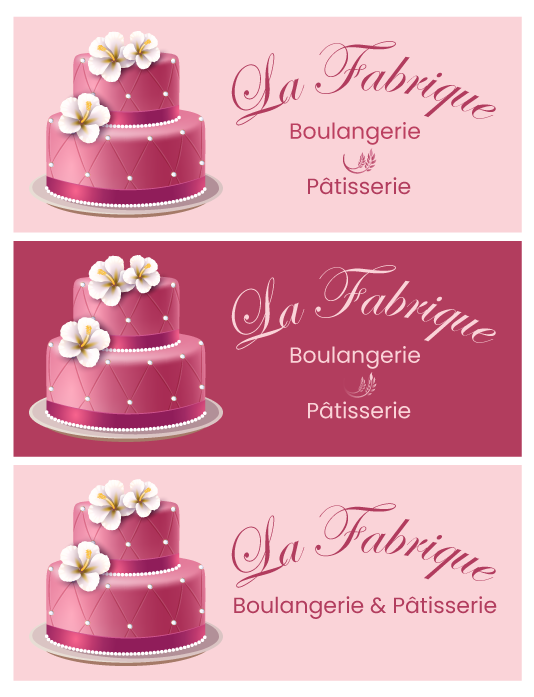 La Fabrique
Boulangerie
Pâtisserie
La Fabrique
Boulangerie
Pâtisserie
La Fabrique
Boulangerie & Pâtisserie